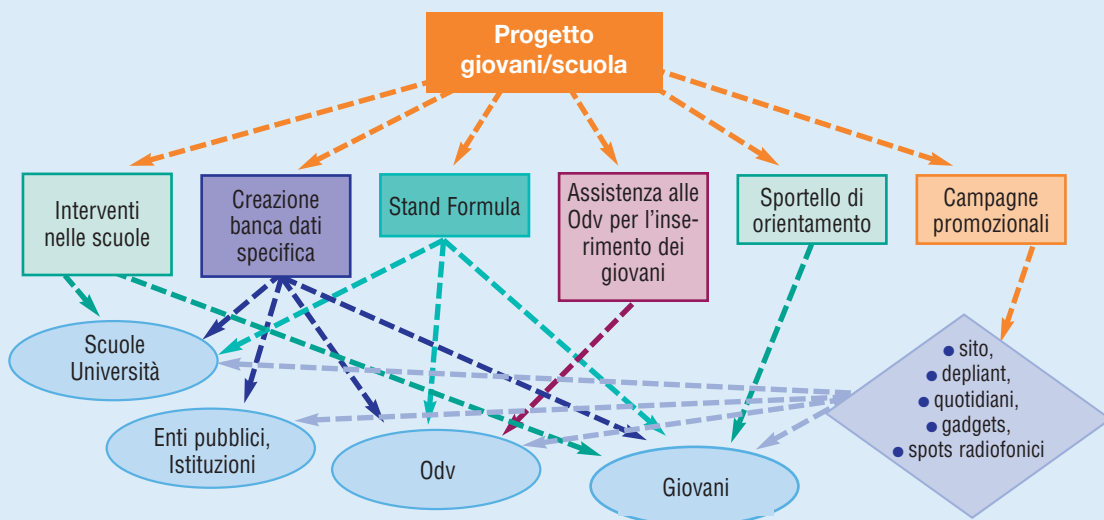 Progetto
giovani/scuola
Interventi
nelle scuole
Creazione
banca dati
specifica
Stand Formula
Assistenza alle
Odv per l’inse-
rimento dei
giovani
Sportello di
orientamento
Campagne
promozionali
Scuole
Università
Enti pubblici,
Istituzioni
Odv
Giovani
● sito,
● depliant,
● quotidiani,
● gadgets,
● spots radiofonici